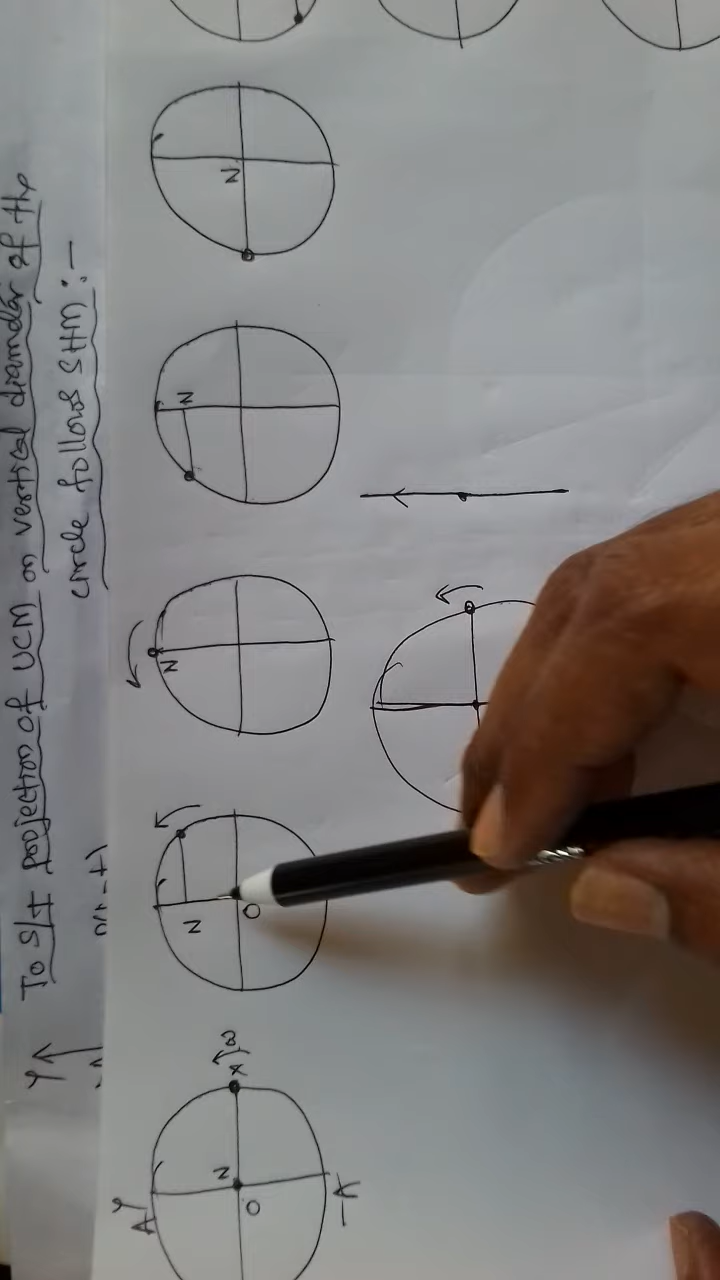 To S/t projection of UCM on vertical diameter of the
circle follows SHM :-
Y
A
Y
N
O
X
ω
-A
N
O
N
N
N